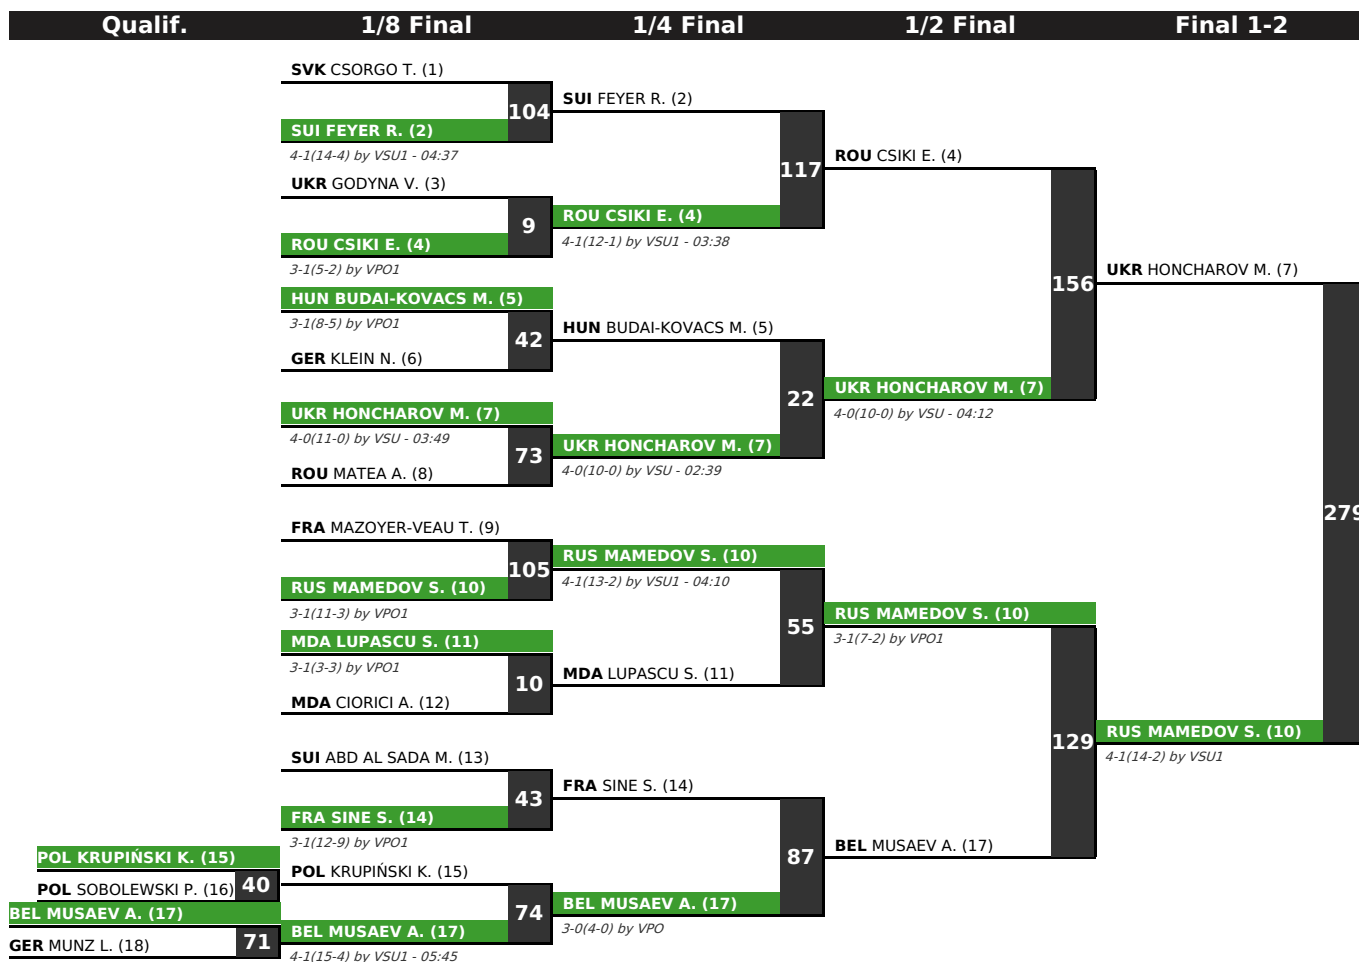 Qualif. 1/8 Final 1/4 Final 1/2 Final Final 1-2
SVK CSORGO T. (1)
104
SUI FEYER R. (2)
4-1(14-4) by VSU1 - 04:37
UKR GODYNA V. (3)
9
ROU CSIKI E. (4)
3-1(5-2) by VPO1
HUN BUDAI-KOVACS M. (5)
3-1(8-5) by VPO1
42
GER KLEIN N. (6)
UKR HONCHAROV M. (7)
4-0(11-0) by VSU - 03:49
73
ROU MATEA A. (8)
FRA MAZOYER-VEAU T. (9)
105
RUS MAMEDOV S. (10)
3-1(11-3) by VPO1
MDA LUPASCU S. (11)
3-1(3-3) by VPO1
10
MDA CIORICI A. (12)
SUI ABD AL SADA M. (13)
43
FRA SINE S. (14)
3-1(12-9) by VPO1
POL KRUPIŃSKI K. (15)
40
POL SOBOLEWSKI P. (16)
BEL MUSAEV A. (17)
71
GER MUNZ L. (18)
POL KRUPIŃSKI K. (15)
74
BEL MUSAEV A. (17)
4-1(15-4) by VSU1 - 05:45
SUI FEYER R. (2)
117
ROU CSIKI E. (4)
4-1(12-1) by VSU1 - 03:38
HUN BUDAI-KOVACS M. (5)
22
UKR HONCHAROV M. (7)
4-0(10-0) by VSU - 02:39
RUS MAMEDOV S. (10)
4-1(13-2) by VSU1 - 04:10
55
MDA LUPASCU S. (11)
FRA SINE S. (14)
87
BEL MUSAEV A. (17)
3-0(4-0) by VPO
ROU CSIKI E. (4)
156
UKR HONCHAROV M. (7)
4-0(10-0) by VSU - 04:12
RUS MAMEDOV S. (10)
3-1(7-2) by VPO1
129
BEL MUSAEV A. (17)
UKR HONCHAROV M. (7)
279
RUS MAMEDOV S. (10)
4-1(14-2) by VSU1